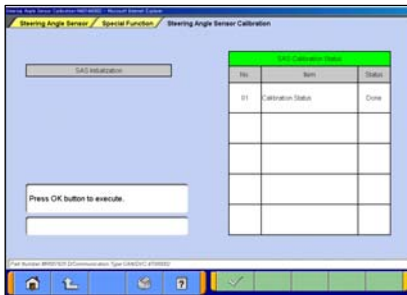 Steering Angle Sensor Special Function Steering Angle Sensor Calibration
SAS Initialization
SAS Calibration Status
No. Item Status
01 Calibration Status Done
Press OK button to execute.